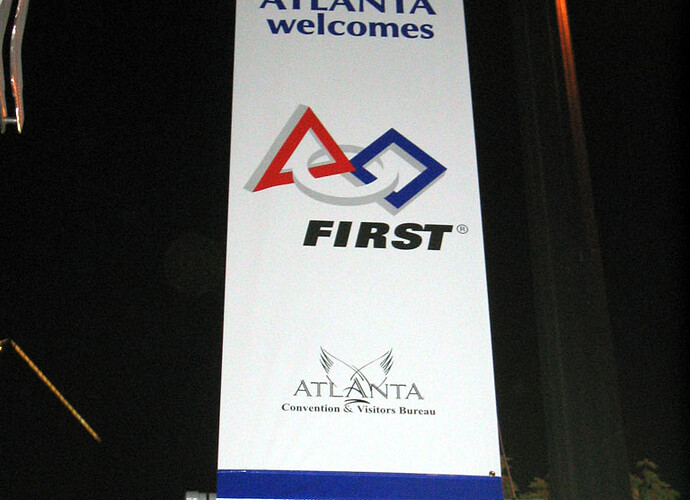 ATLANTA
welcomes
FIRST®
ATLANTA
Convention & Visitors Bureau